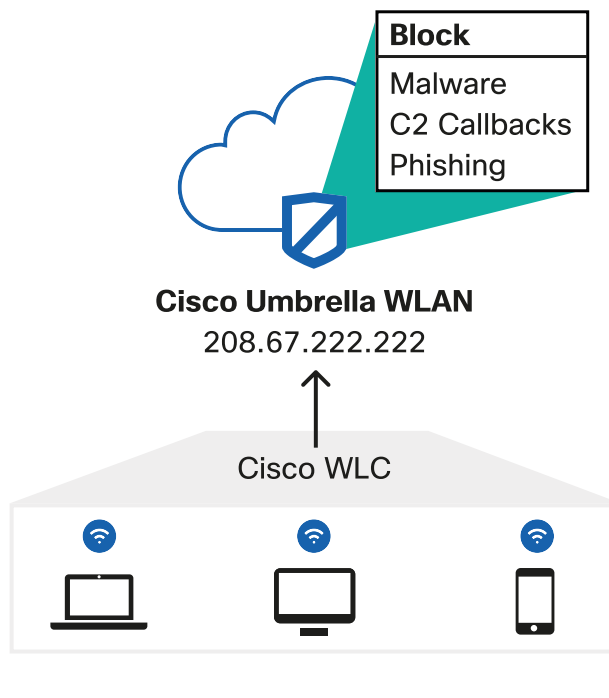 Block
Malware
C2 Callbacks
Phishing
Cisco Umbrella WLAN
208.67.222.222
Cisco WLC